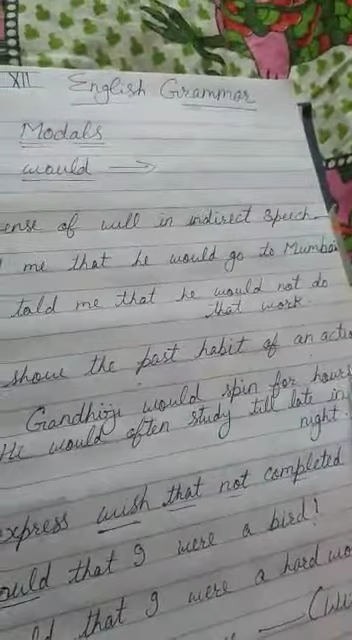 XII English Grammar
Modals
would →
ense of will in indirect speech
me that he would go to Mumbai
told me that he would not do
that work.
show the past habit of an actio
Gandhiji would spin for hours
He would often study till late in
night.
express wish that not completed
ould that I were a bird!
ld that I were a hard wo